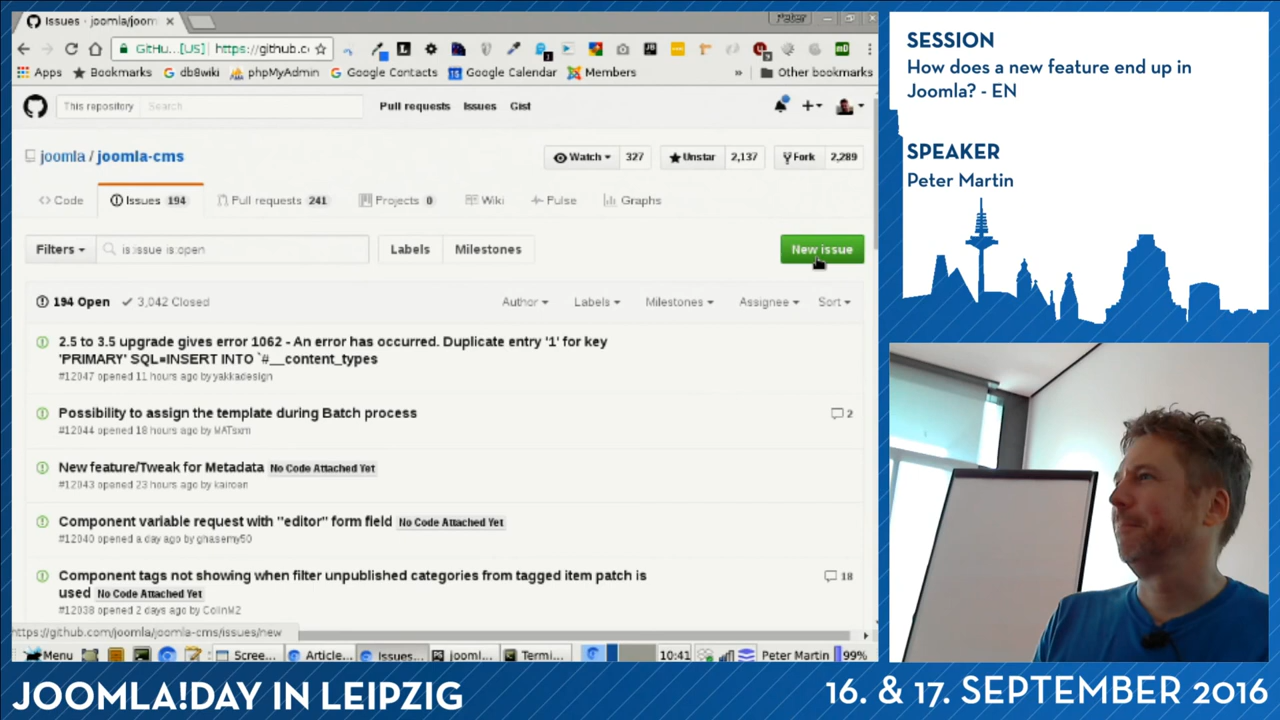 Issues · joomla/joom
Peter
GitHu...[US]
https://github.c
Apps
Bookmarks
db8wiki
phpMyAdmin
Google Contacts
Google Calendar
Members
»
Other bookmarks
This repository
Search
Pull requests
Issues
Gist
joomla / joomla-cms
Watch
327
Unstar
2,137
Fork
2,289
Code
Issues 194
Pull requests 241
Projects 0
Wiki
Pulse
Graphs
Filters
is:issue is:open
Labels
Milestones
New issue
194 Open
3,042 Closed
Author
Labels
Milestones
Assignee
Sort
2.5 to 3.5 upgrade gives error 1062 - An error has occurred. Duplicate entry '1' for key
'PRIMARY' SQL=INSERT INTO `#__content_types
#12047 opened 11 hours ago by yakkadesign
Possibility to assign the template during Batch process
2
#12044 opened 18 hours ago by MATsxm
New feature/Tweak for Metadata No Code Attached Yet
#12043 opened 23 hours ago by kairoen
Component variable request with "editor" form field No Code Attached Yet
#12040 opened a day ago by ghasemy50
Component tags not showing when filter unpublished categories from tagged item patch is
used No Code Attached Yet
18
#12038 opened 2 days ago by ColinM2
https://github.com/joomla/joomla-cms/issues/new
Menu
Scree...
Article...
Issues...
jooml...
Termi...
10:41
Peter Martin
99%
SESSION
How does a new feature end up in
Joomla? - EN
SPEAKER
Peter Martin
JOOMLA!DAY IN LEIPZIG
16. & 17. SEPTEMBER 2016